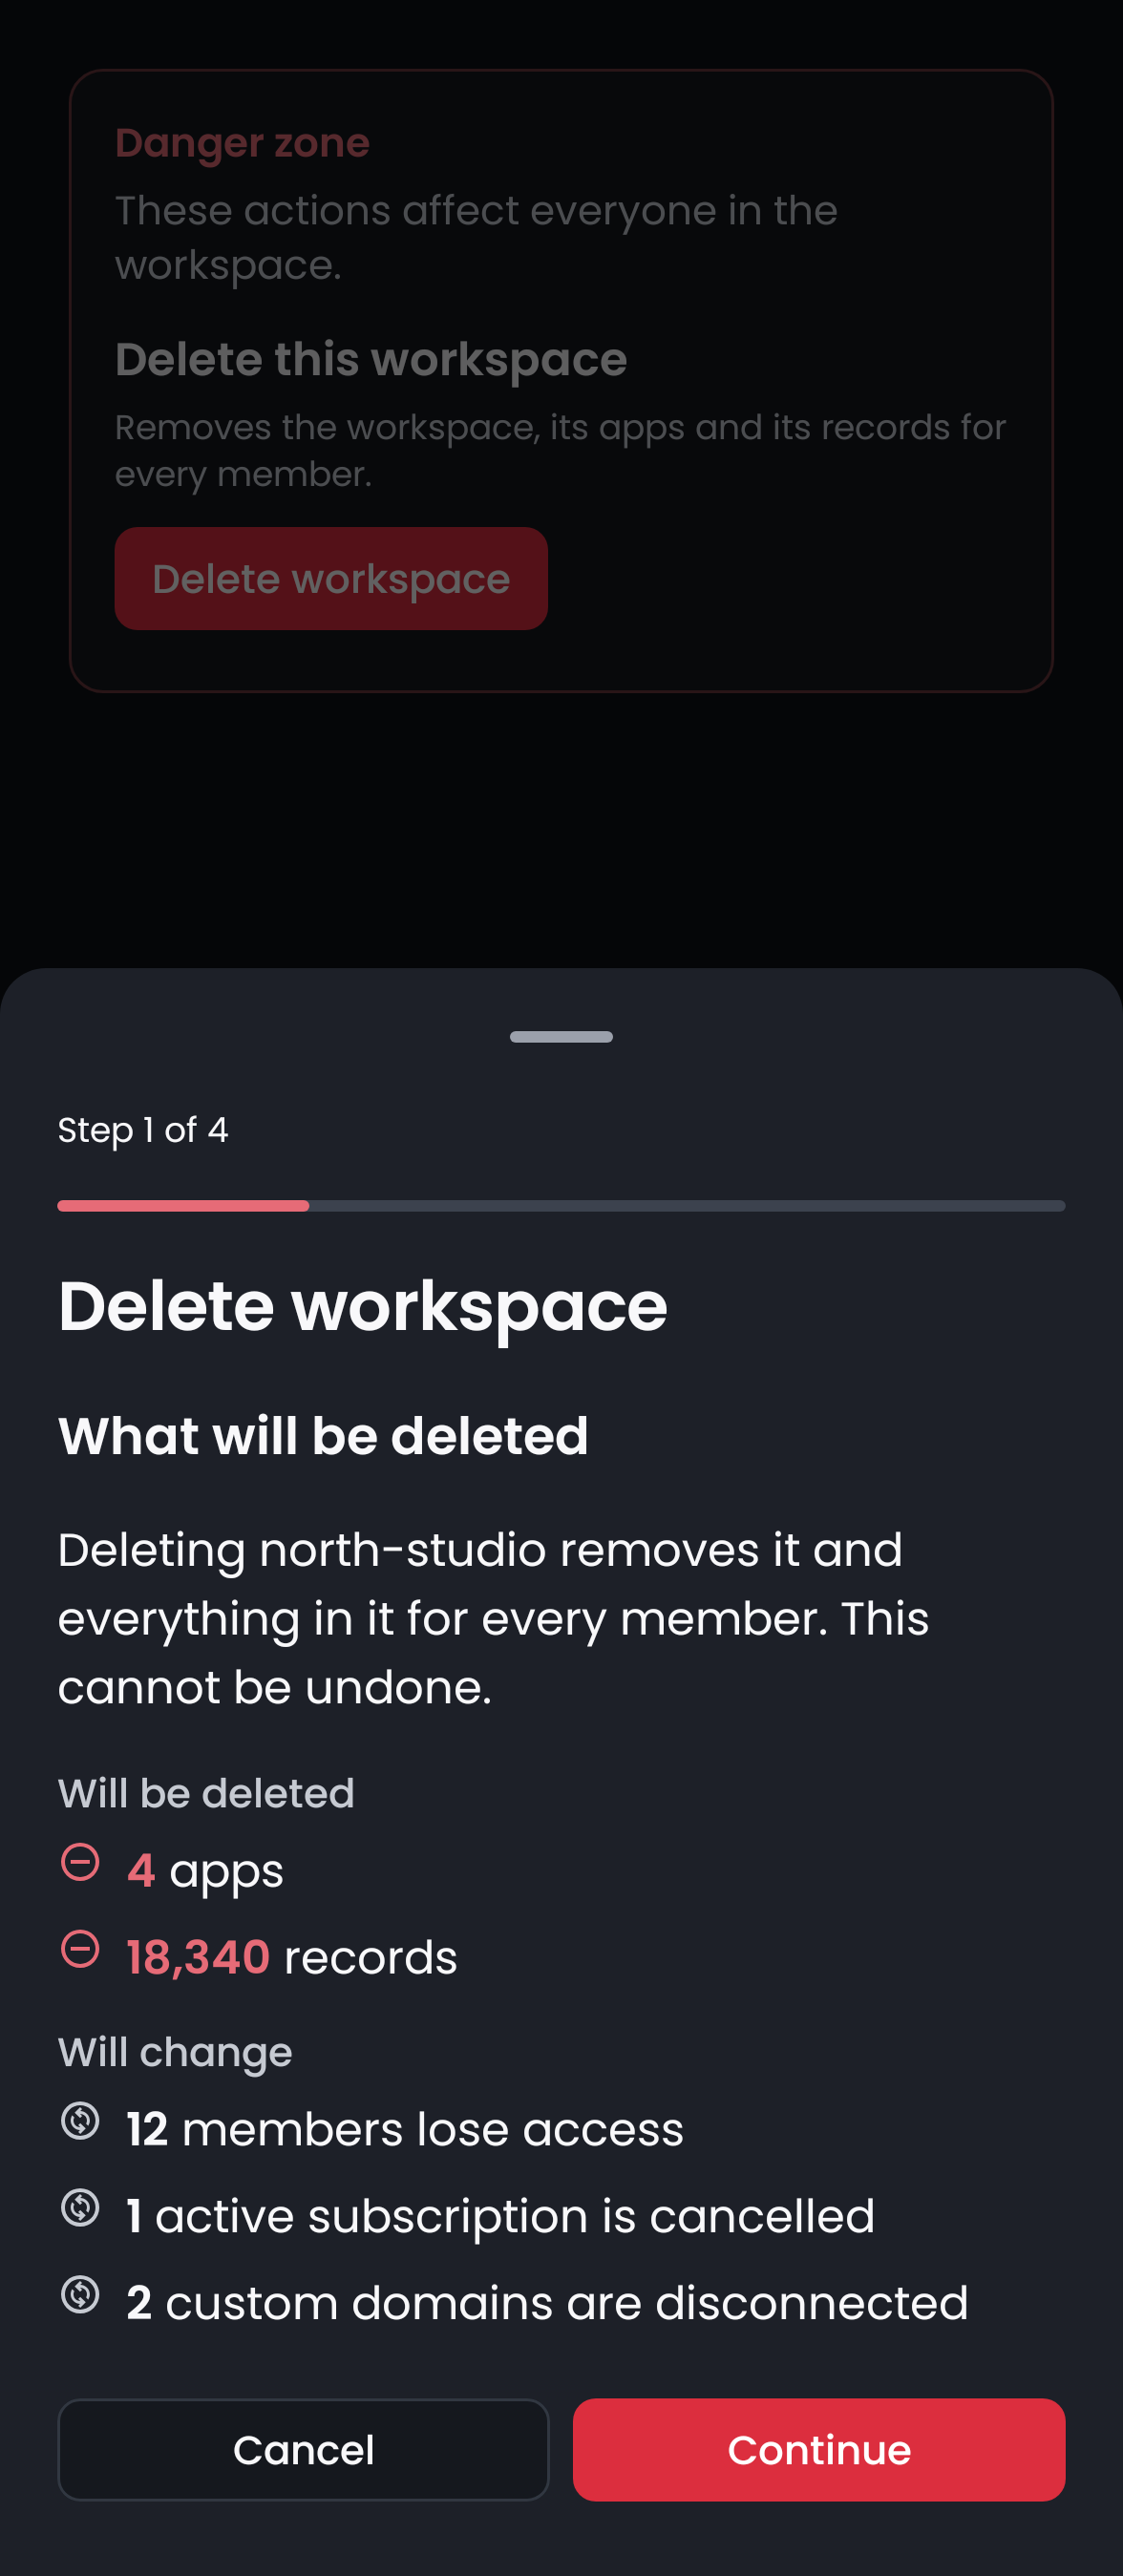 Danger zone
These actions affect everyone in the
workspace.
Delete this workspace
Removes the workspace, its apps and its records for
every member.
Delete workspace
Step 1 of 4
Delete workspace
What will be deleted
Deleting north-studio removes it and
everything in it for every member. This
cannot be undone.
Will be deleted
4 apps
18,340 records
Will change
12 members lose access
1 active subscription is cancelled
2 custom domains are disconnected
Cancel
Continue